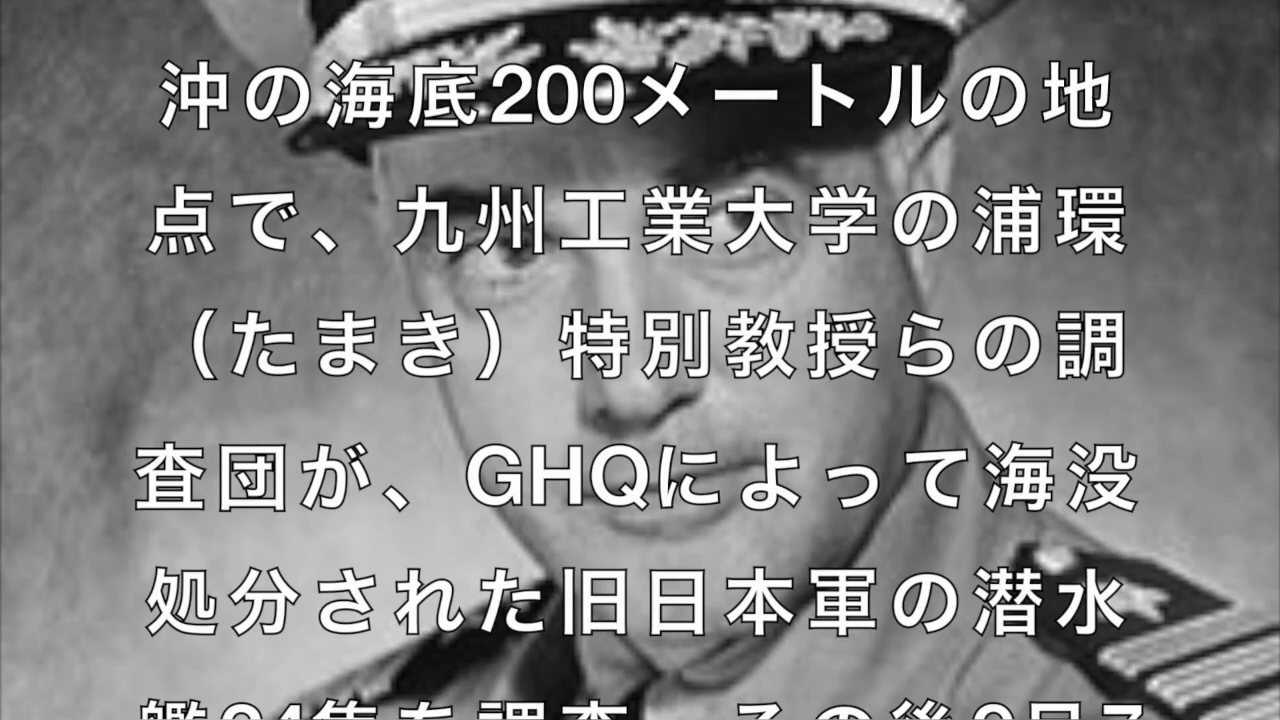 沖の海底200メートルの地
点で、九州工業大学の浦環
（たまき）特別教授らの調
査団が、GHQによって海没
処分された旧日本軍の潜水